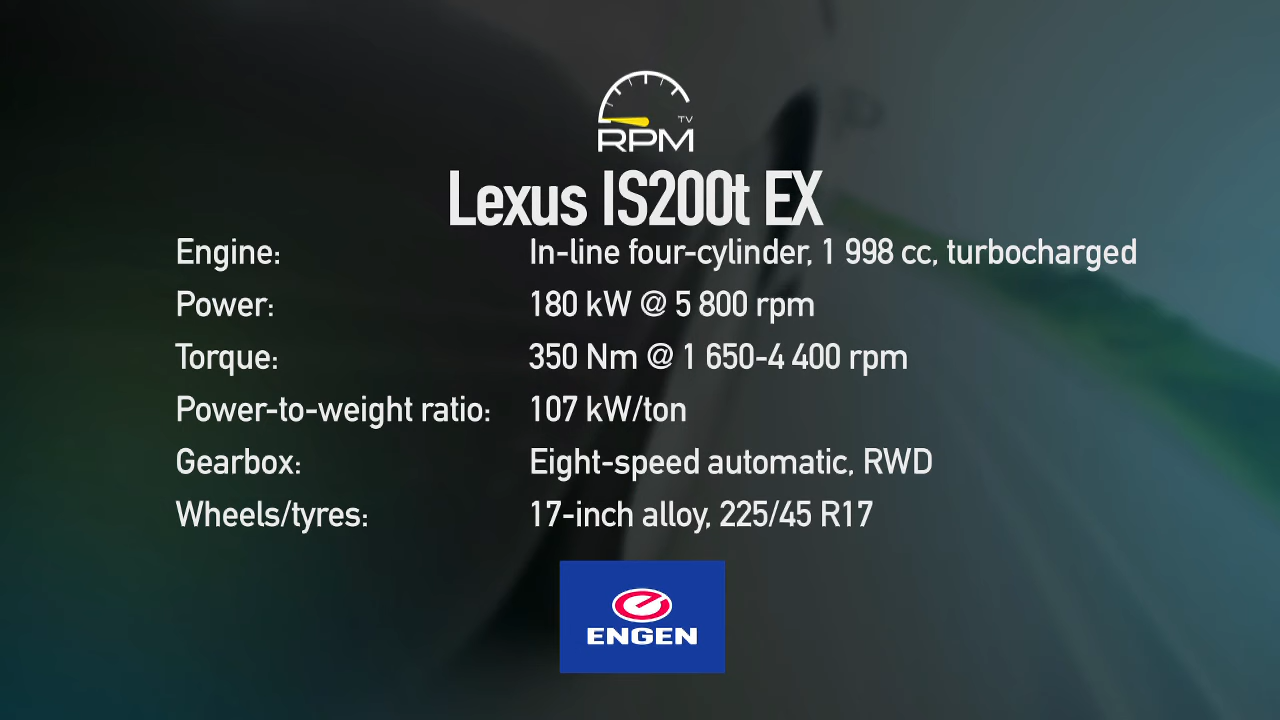 TV
RPM
Lexus IS200t EX
Engine: In-line four-cylinder, 1 998 cc, turbocharged
Power: 180 kW @ 5 800 rpm
Torque: 350 Nm @ 1 650-4 400 rpm
Power-to-weight ratio: 107 kW/ton
Gearbox: Eight-speed automatic, RWD
Wheels/tyres: 17-inch alloy, 225/45 R17
ENGEN